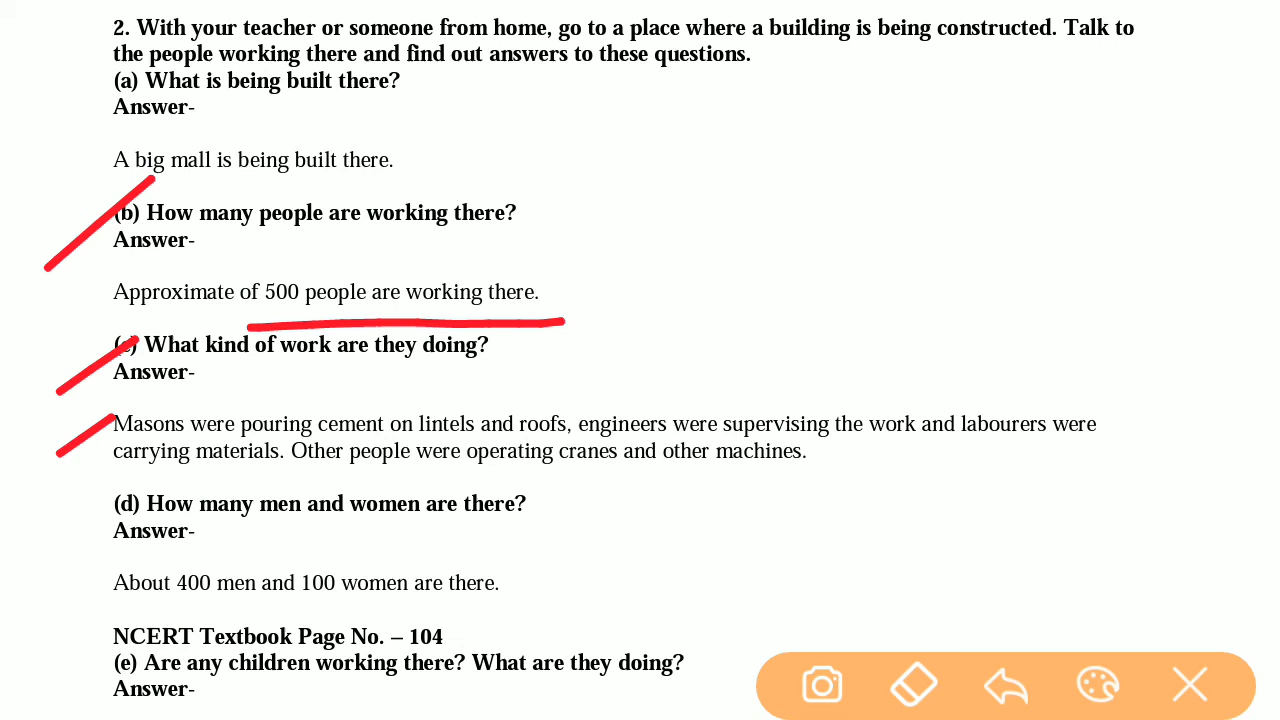 2. With your teacher or someone from home, go to a place where a building is being constructed. Talk to
the people working there and find out answers to these questions.
(a) What is being built there?
Answer-
A big mall is being built there.
(b) How many people are working there?
Answer-
Approximate of 500 people are working there.
(c) What kind of work are they doing?
Answer-
Masons were pouring cement on lintels and roofs, engineers were supervising the work and labourers were
carrying materials. Other people were operating cranes and other machines.
(d) How many men and women are there?
Answer-
About 400 men and 100 women are there.
NCERT Textbook Page No. – 104
(e) Are any children working there? What are they doing?
Answer-